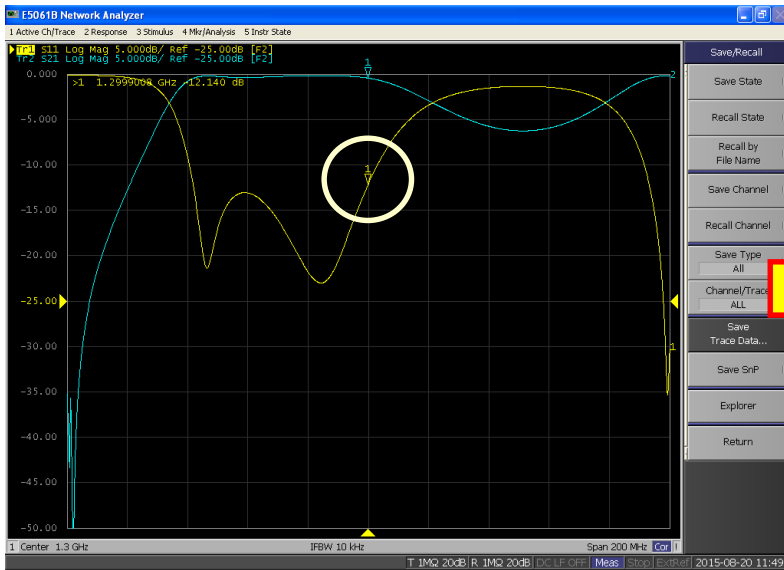 E5061B Network Analyzer
1 Active Ch/Trace 2 Response 3 Stimulus 4 Mkr/Analysis 5 Instr State
Tr1 S11 Log Mag 5.000dB/ Ref -25.00dB [F2]
Tr2 S21 Log Mag 5.000dB/ Ref -25.00dB [F2]
>1 1.2999000 GHz -12.140 dB
0.000
-5.000
-10.00
-15.00
-20.00
-25.00
-30.00
-35.00
-40.00
-45.00
-50.00
1
1
2
1
1 Center 1.3 GHz
IFBW 10 kHz
Span 200 MHz Cor !
T 1MΩ 20dB R 1MΩ 20dB DC LF OFF Meas Stop ExtRef 2015-08-20 11:49
Save/Recall
Save State
Recall State
Recall by
File Name
Save Channel
Recall Channel
Save Type
All
Channel/Trace
ALL
Save
Trace Data...
Save SnP
Explorer
Return